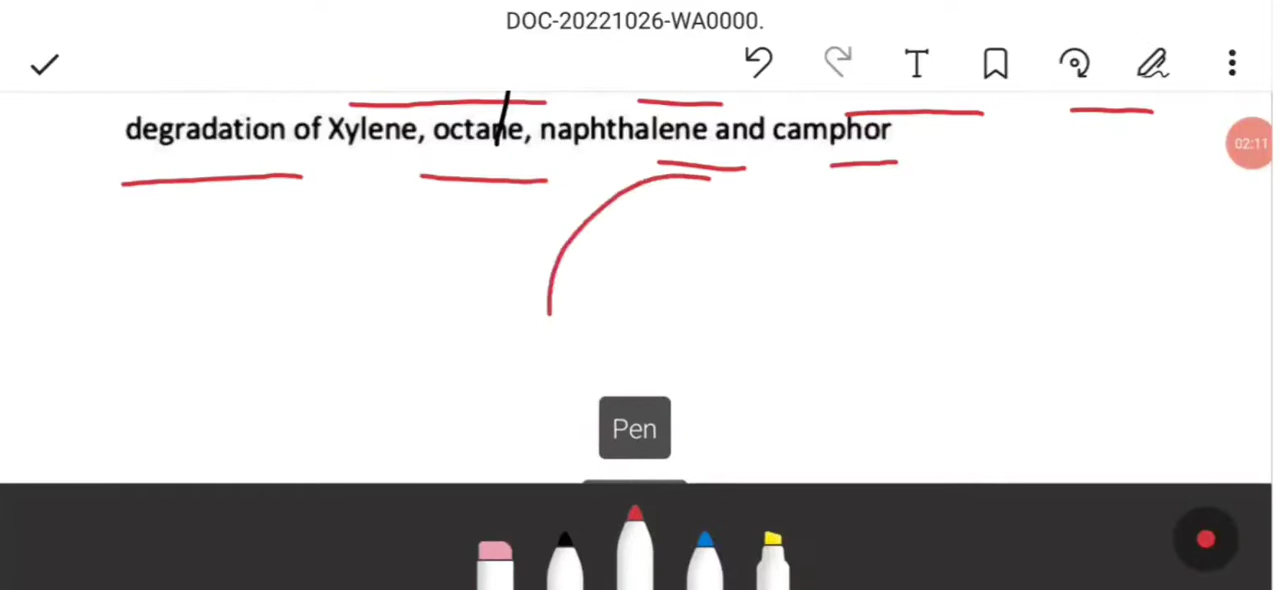 DOC-20221026-WA0000.
degradation of Xylene, octane, naphthalene and camphor
02:11
Pen